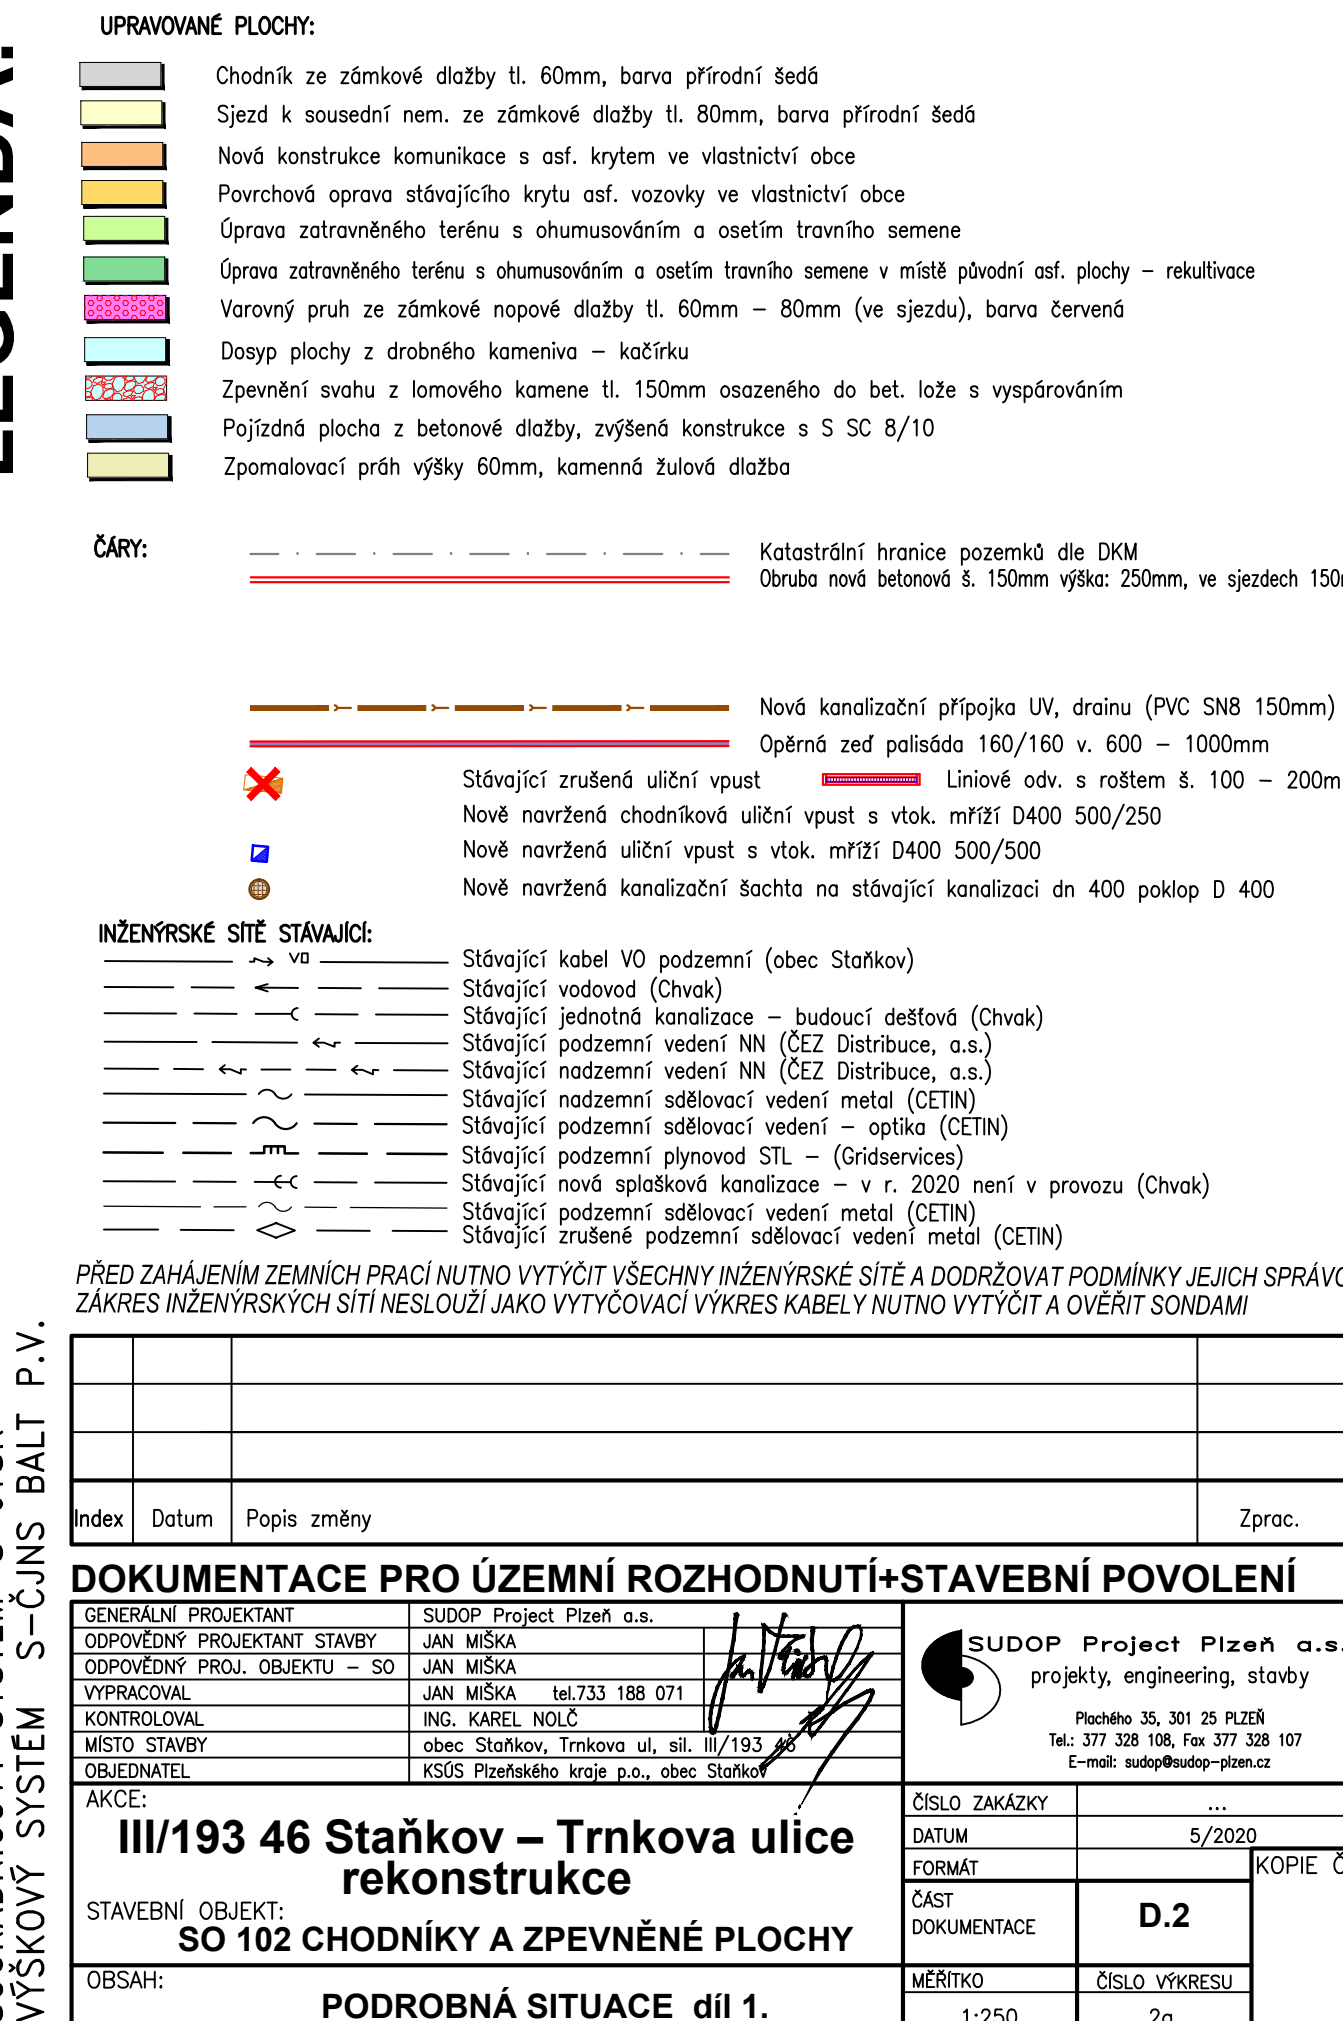 UPRAVOVANÉ PLOCHY:
Chodník ze zámkové dlažby tl. 60mm, barva přírodní šedá
Sjezd k sousední nem. ze zámkové dlažby tl. 80mm, barva přírodní šedá
Nová konstrukce komunikace s asf. krytem ve vlastnictví obce
Povrchová oprava stávajícího krytu asf. vozovky ve vlastnictví obce
Úprava zatravněného terénu s ohumusováním a osetím travního semene
Úprava zatravněného terénu s ohumusováním a osetím travního semene v místě původní asf. plochy – rekultivace
Varovný pruh ze zámkové nopové dlažby tl. 60mm – 80mm (ve sjezdu), barva červená
Dosyp plochy z drobného kameniva – kačírku
Zpevnění svahu z lomového kamene tl. 150mm osazeného do bet. lože s vyspárováním
Pojízdná plocha z betonové dlažby, zvýšená konstrukce s S SC 8/10
Zpomalovací práh výšky 60mm, kamenná žulová dlažba
ČÁRY:
Katastrální hranice pozemků dle DKM
Obruba nová betonová š. 150mm výška: 250mm, ve sjezdech
Nová kanalizační přípojka UV, drainu (PVC SN8 150mm)
Opěrná zeď palisáda 160/160 v. 600 – 1000mm
Stávající zrušená uliční vpust
Liniové odv. s roštem š. 100 –
Nově navržená chodníková uliční vpust s vtok. mříží D400 500/250
Nově navržená uliční vpust s vtok. mříží D400 500/500
Nově navržená kanalizační šachta na stávající kanalizaci dn 400 poklop D 400
INŽENÝRSKÉ SÍTĚ STÁVAJÍCÍ:
VO
Stávající kabel VO podzemní (obec Staňkov)
Stávající vodovod (Chvak)
Stávající jednotná kanalizace – budoucí dešťová (Chvak)
Stávající podzemní vedení NN (ČEZ Distribuce, a.s.)
Stávající nadzemní vedení NN (ČEZ Distribuce, a.s.)
Stávající nadzemní sdělovací vedení metal (CETIN)
Stávající podzemní sdělovací vedení – optika (CETIN)
Stávající podzemní plynovod STL – (Gridservices)
Stávající nová splašková kanalizace – v r. 2020 není v provozu (Chvak)
Stávající podzemní sdělovací vedení metal (CETIN)
Stávající zrušené podzemní sdělovací vedení metal (CETIN)
PŘED ZAHÁJENÍM ZEMNÍCH PRACÍ NUTNO VYTÝČIT VŠECHNY INŹENÝRSKÉ SÍTĚ A DODRŽOVAT PODMÍNKY JEJICH
ZÁKRES INŽENÝRSKÝCH SÍTÍ NESLOUŽÍ JAKO VYTYČOVACÍ VÝKRES KABELY NUTNO VYTÝČIT A OVĚŘIT SONDAMI
VÝŠKOVÝ SYSTÉM S–ČJNS BALT P.V.
Index Datum Popis změny Zprac.
DOKUMENTACE PRO ÚZEMNÍ ROZHODNUTÍ+STAVEBNÍ POVOLENÍ
GENERÁLNÍ PROJEKTANT SUDOP Project Plzeň a.s.
ODPOVĚDNÝ PROJEKTANT STAVBY JAN MIŠKA
ODPOVĚDNÝ PROJ. OBJEKTU – SO JAN MIŠKA
VYPRACOVAL JAN MIŠKA tel.733 188 071
KONTROLOVAL ING. KAREL NOLČ
MÍSTO STAVBY obec Staňkov, Trnkova ul, sil. III/193 46
OBJEDNATEL KSÚS Plzeňského kraje p.o., obec Staňkov
SUDOP Project Plzeň a.s.
projekty, engineering, stavby
Plachého 35, 301 25 PLZEŇ
Tel.: 377 328 108, Fax 377 328 107
E–mail: sudop@sudop–plzen.cz
AKCE:
III/193 46 Staňkov – Trnkova ulice
rekonstrukce
STAVEBNÍ OBJEKT:
SO 102 CHODNÍKY A ZPEVNĚNÉ PLOCHY
OBSAH:
PODROBNÁ SITUACE díl 1.
ČÍSLO ZAKÁZKY ...
DATUM 5/2020
FORMÁT
KOPIE
ČÁST
DOKUMENTACE
D.2
MĚŘÍTKO ČÍSLO VÝKRESU
1:250 2a